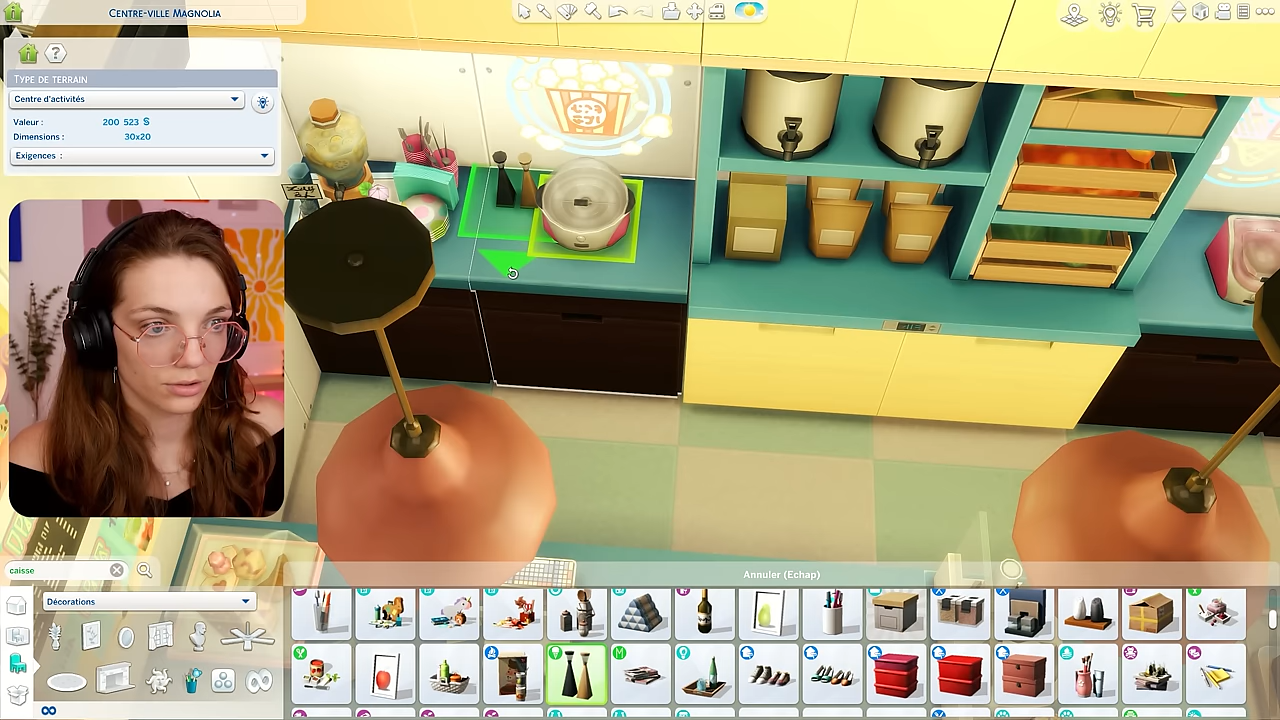 Centre-ville Magnolia
Type de terrain
Centre d'activités
Valeur : 200 523 §
Dimensions : 30x20
Exigences :
Annuler (Echap)
caisse
Décorations